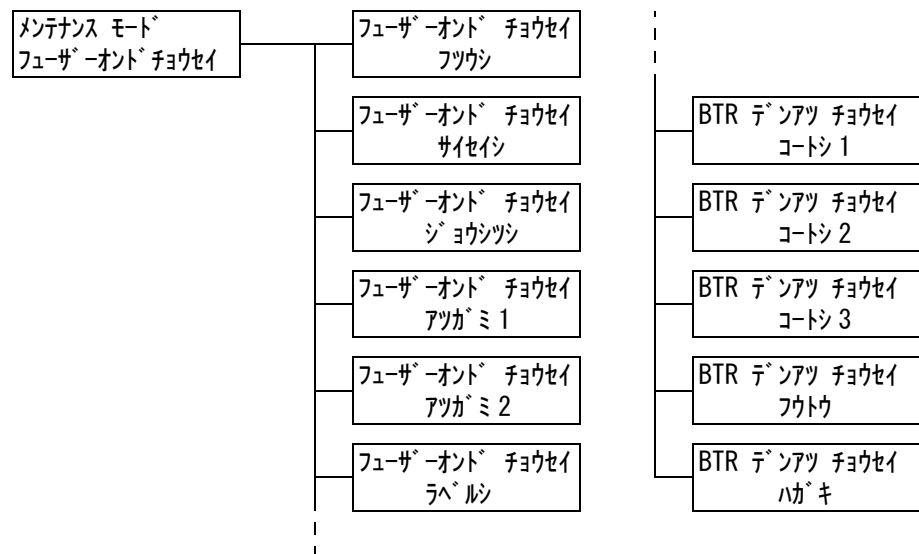 メンテナンス モード
フューザーオンドチョウセイ
フューザーオンド チョウセイ
フツウシ
フューザーオンド チョウセイ
サイセイシ
フューザーオンド チョウセイ
ジョウシツシ
フューザーオンド チョウセイ
アツガミ1
フューザーオンド チョウセイ
アツガミ2
フューザーオンド チョウセイ
ラベルシ
BTR デンアツ チョウセイ
コートシ1
BTR デンアツ チョウセイ
コートシ2
BTR デンアツ チョウセイ
コートシ3
BTR デンアツ チョウセイ
フウトウ
BTR デンアツ チョウセイ
ハガキ